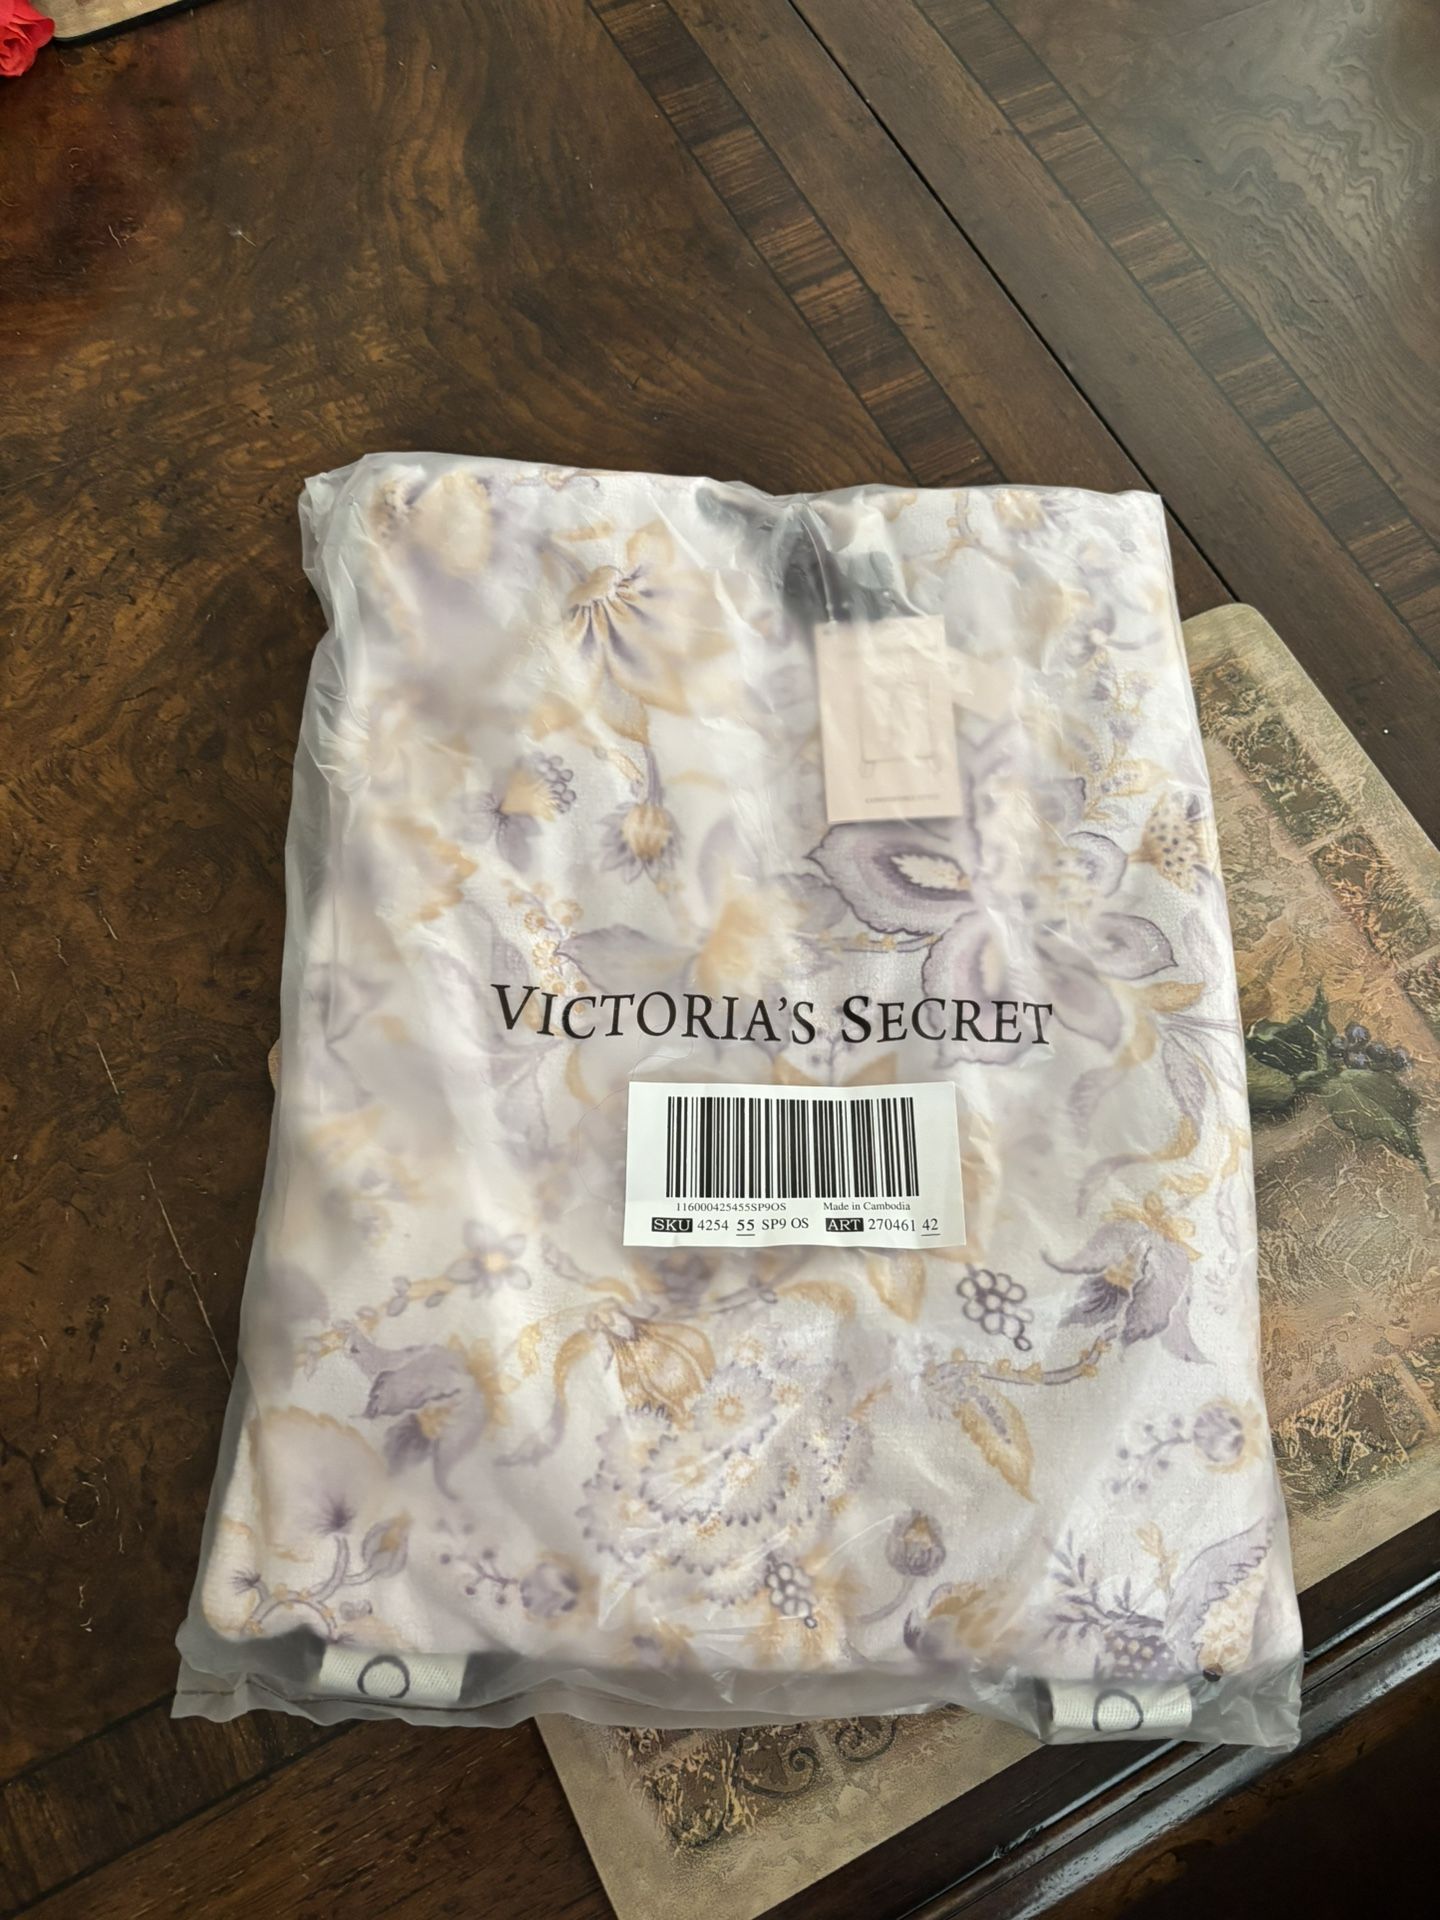 VICTORIA'S SECRET
116000425455SP9OS Made in Cambodia
SKU 4254 55 SP9 OS ART 270461 42